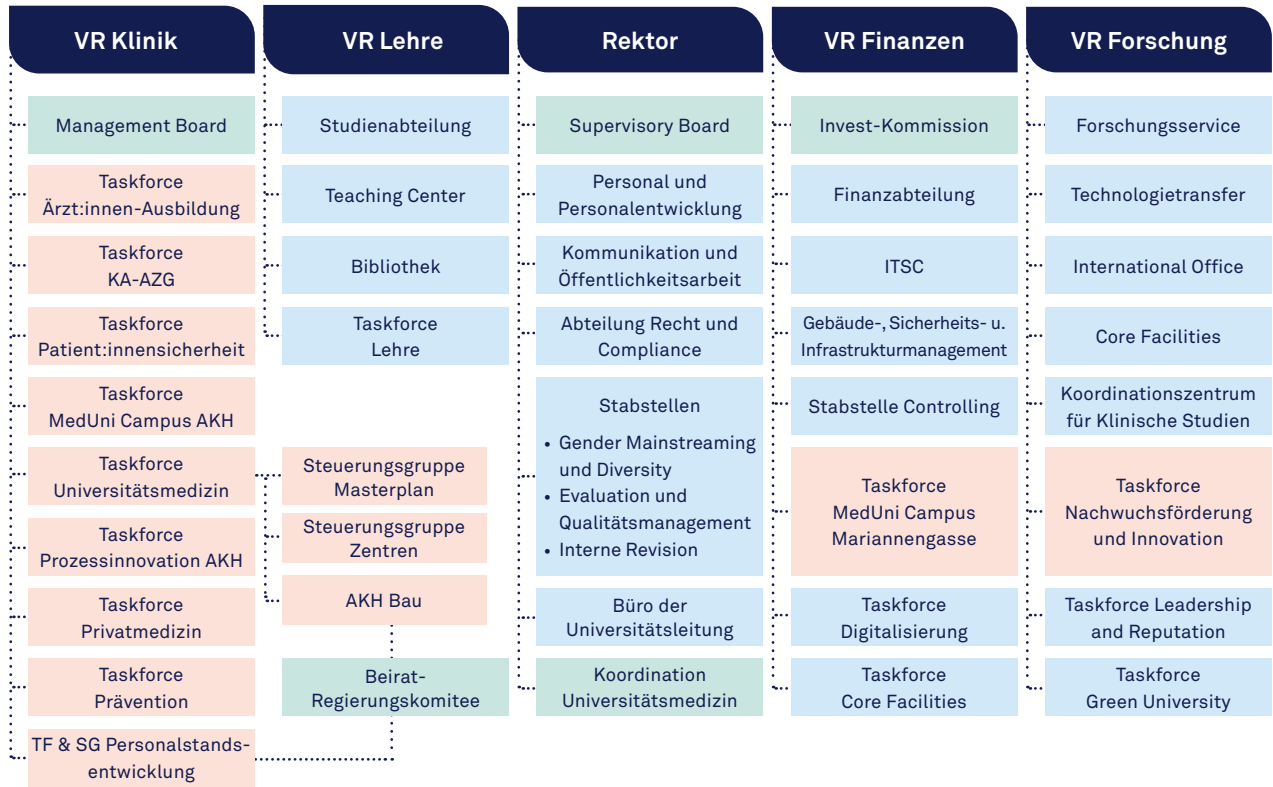 VR Klinik
Management Board
Taskforce
Ärzt:innen-Ausbildung
Taskforce
KA-AZG
Taskforce
Patient:innensicherheit
Taskforce
MedUni Campus AKH
Taskforce
Universitätsmedizin
Taskforce
Prozessinnovation AKH
Taskforce
Privatmedizin
Taskforce
Prävention
TF & SG Personalstands-
entwicklung
VR Lehre
Studienabteilung
Teaching Center
Bibliothek
Taskforce
Lehre
Steuerungsgruppe
Masterplan
Steuerungsgruppe
Zentren
AKH Bau
Beirat-
Regierungskomitee
Rektor
Supervisory Board
Personal und
Personalentwicklung
Kommunikation und
Öffentlichkeitsarbeit
Abteilung Recht und
Compliance
Stabstellen
• Gender Mainstreaming
und Diversity
• Evaluation und
Qualitätsmanagement
• Interne Revision
Büro der
Universitätsleitung
Koordination
Universitätsmedizin
VR Finanzen
Invest-Kommission
Finanzabteilung
ITSC
Gebäude-, Sicherheits- u.
Infrastrukturmanagement
Stabstelle Controlling
Taskforce
MedUni Campus
Mariannengasse
Taskforce
Digitalisierung
Taskforce
Core Facilities
VR Forschung
Forschungsservice
Technologietransfer
International Office
Core Facilities
Koordinationszentrum
für Klinische Studien
Taskforce
Nachwuchsförderung
und Innovation
Taskforce Leadership
and Reputation
Taskforce
Green University